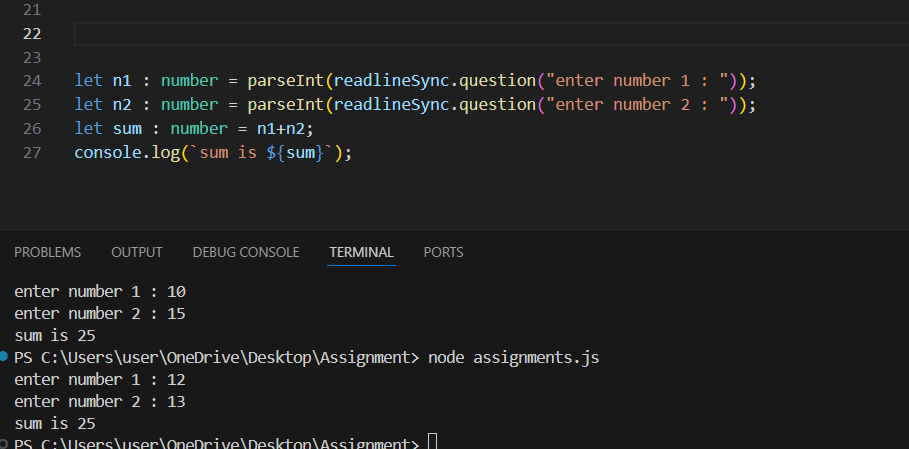 21
22
23
24 let n1 : number = parseInt(readlineSync.question("enter number 1 : "));
25 let n2 : number = parseInt(readlineSync.question("enter number 2 : "));
26 let sum : number = n1+n2;
27 console.log(`sum is ${sum}`);
PROBLEMS OUTPUT DEBUG CONSOLE TERMINAL PORTS
enter number 1 : 10
enter number 2 : 15
sum is 25
PS C:\Users\user\OneDrive\Desktop\Assignment> node assignments.js
enter number 1 : 12
enter number 2 : 13
sum is 25
PS C:\Users\user\OneDrive\Desktop\Assignment>